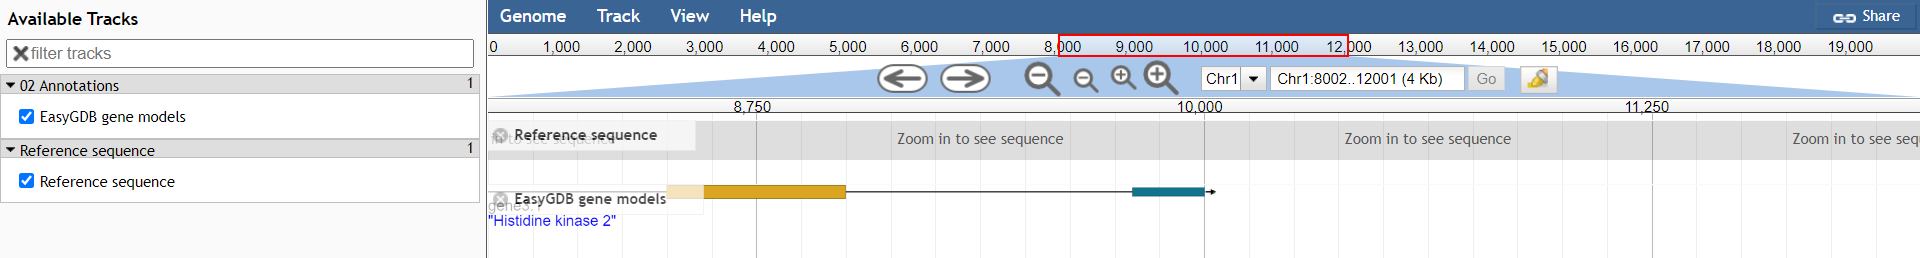 Available Tracks
filter tracks
02 Annotations 1
EasyGDB gene models
Reference sequence 1
Reference sequence
Genome Track View Help Share
0 1,000 2,000 3,000 4,000 5,000 6,000 7,000 8,000 9,000 10,000 11,000 12,000 13,000 14,000 15,000 16,000 17,000 18,000 19,000
Chr1 Chr1:8002..12001 (4 Kb) Go
8,750 10,000 11,250
Reference sequence Zoom in to see sequence Zoom in to see sequence Zoom in to see seq
EasyGDB gene models
gene3.1
"Histidine kinase 2"